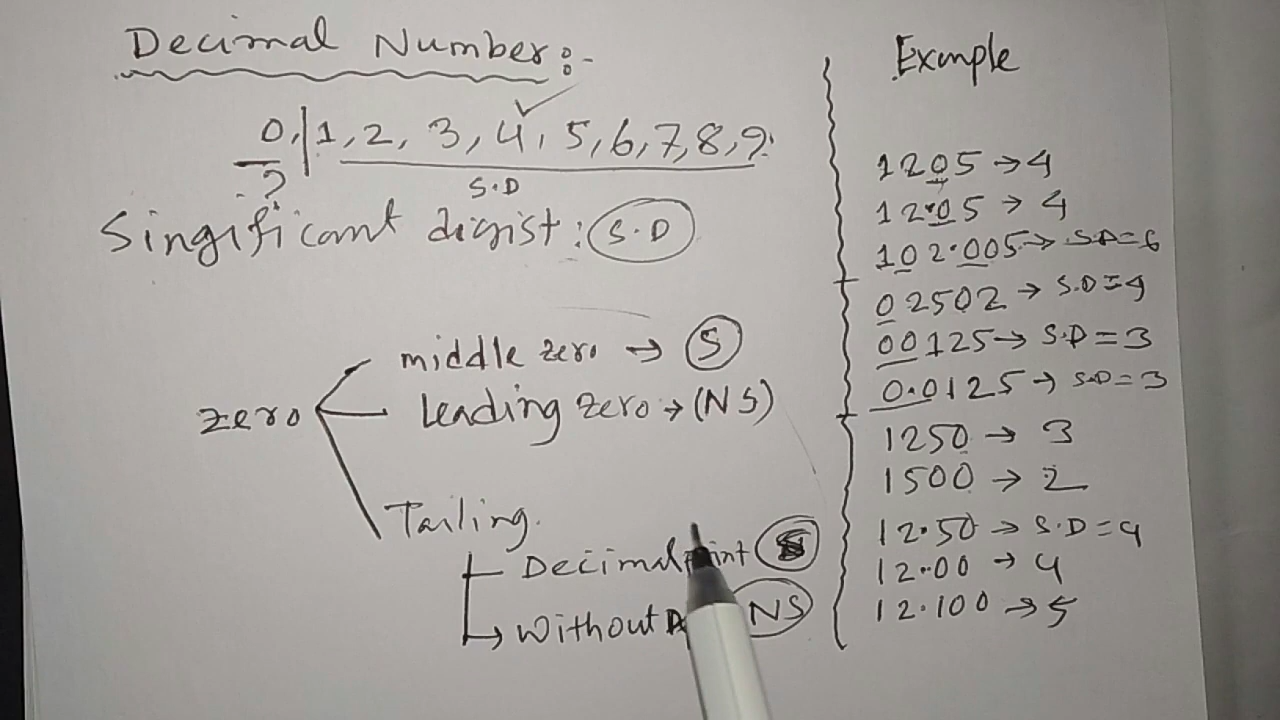 Decimal Number:-
0, 1, 2, 3, 4, 5, 6, 7, 8, 9.
?
S.D
Singificant digist: S.D
zero
middle zero → S
Leading zero → (NS)
Tailing.
Decimal S
Without NS
Exmple
1205 → 4
12.05 → 4
102.005 → S.D = 6
02502 → S.D = 4
00125 → S.D = 3
0.0125 → S.D = 3
1250 → 3
1500 → 2
12.50 → S.D = 4
12.00 → 4
12.100 → 5